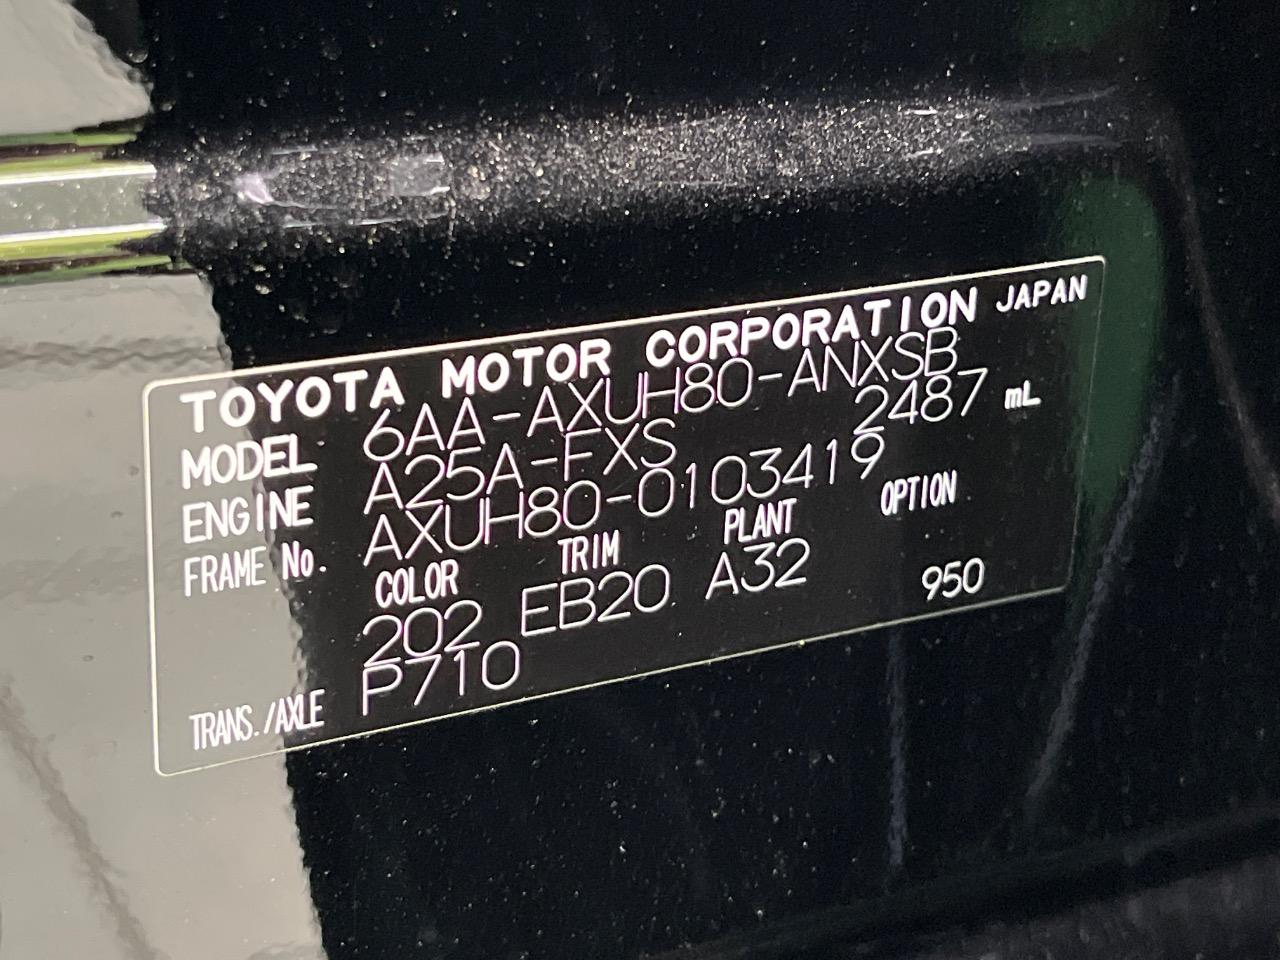 TOYOTA MOTOR CORPORATION JAPAN
MODEL 6AA-AXUH80-ANXSB
ENGINE A25A-FXS 2487 mL
FRAME No. AXUH80-0103419
COLOR TRIM PLANT OPTION
202 EB20 A32 950
TRANS./AXLE P710